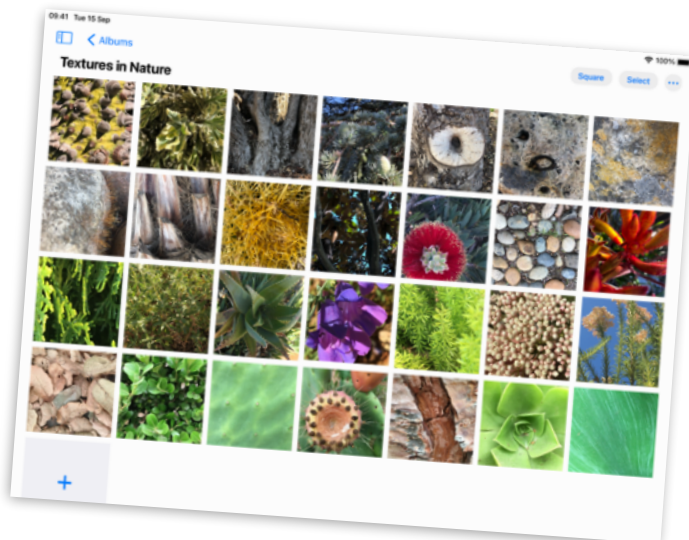 09:41 Tue 15 Sep
100%
Albums
Square Select
Textures in Nature